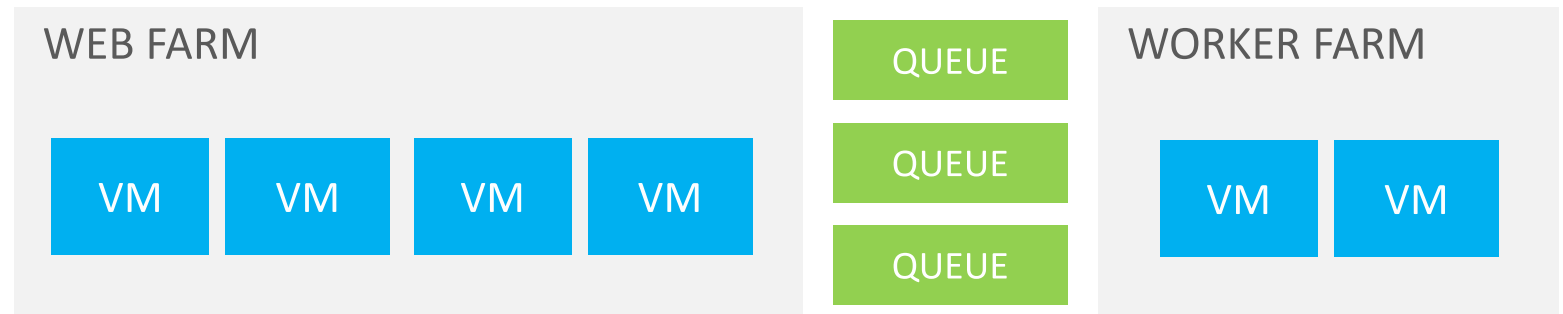 WEB FARM
VM VM VM VM
QUEUE
QUEUE
QUEUE
WORKER FARM
VM VM